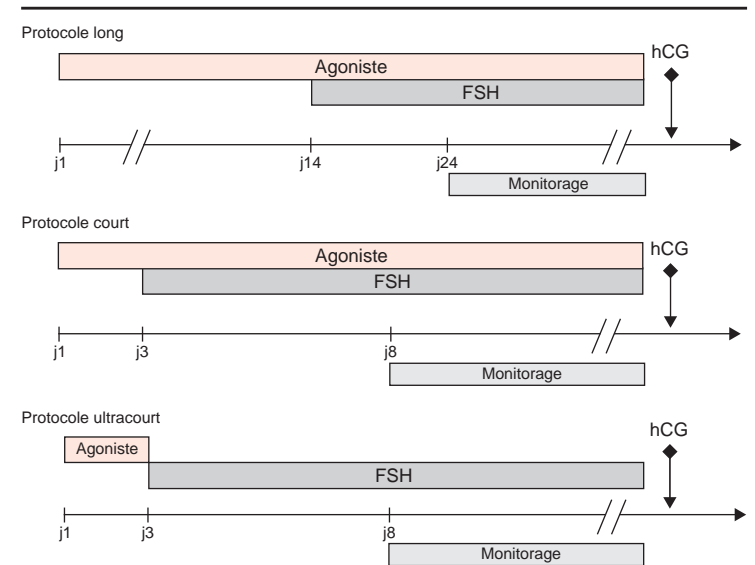 Protocole long
hCG
Agoniste
FSH
j1
j14
j24
Monitorage
Protocole court
hCG
Agoniste
FSH
j1
j3
j8
Monitorage
Protocole ultracourt
hCG
Agoniste
FSH
j1
j3
j8
Monitorage